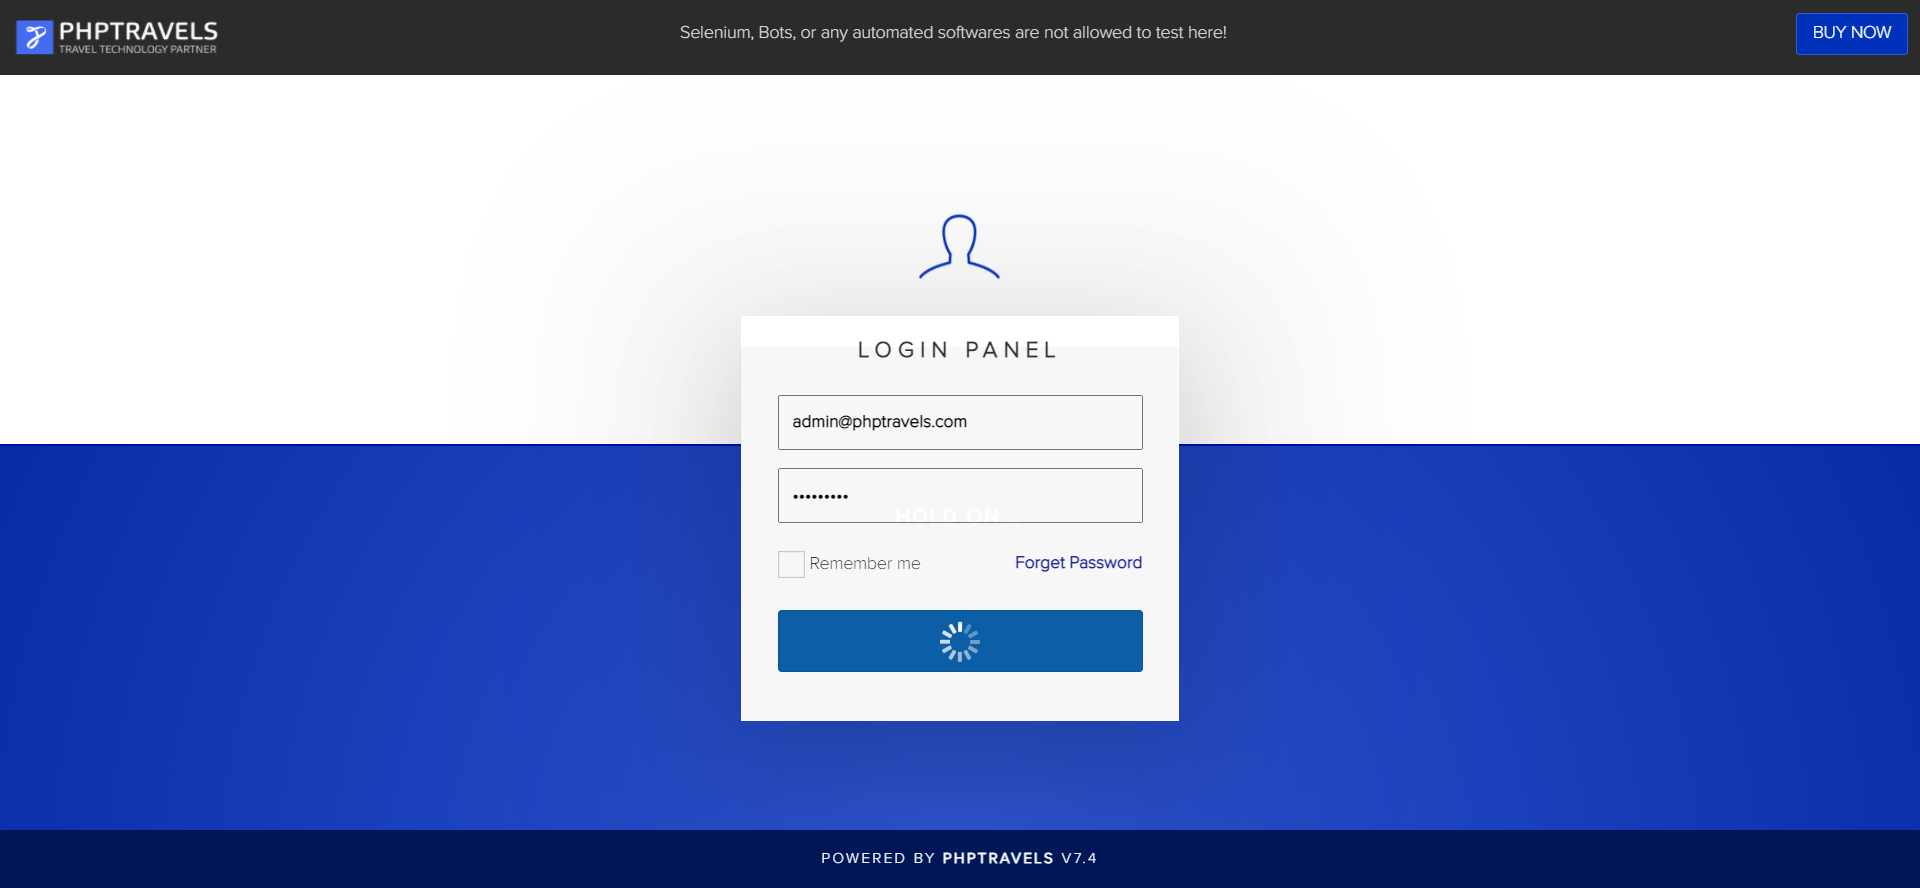 PHPTRAVELS
TRAVEL TECHNOLOGY PARTNER
Selenium, Bots, or any automated softwares are not allowed to test here!
BUY NOW
LOGIN PANEL
admin@phptravels.com
•••••••••
HOLD ON...
Remember me
Forget Password
POWERED BY PHPTRAVELS V7.4